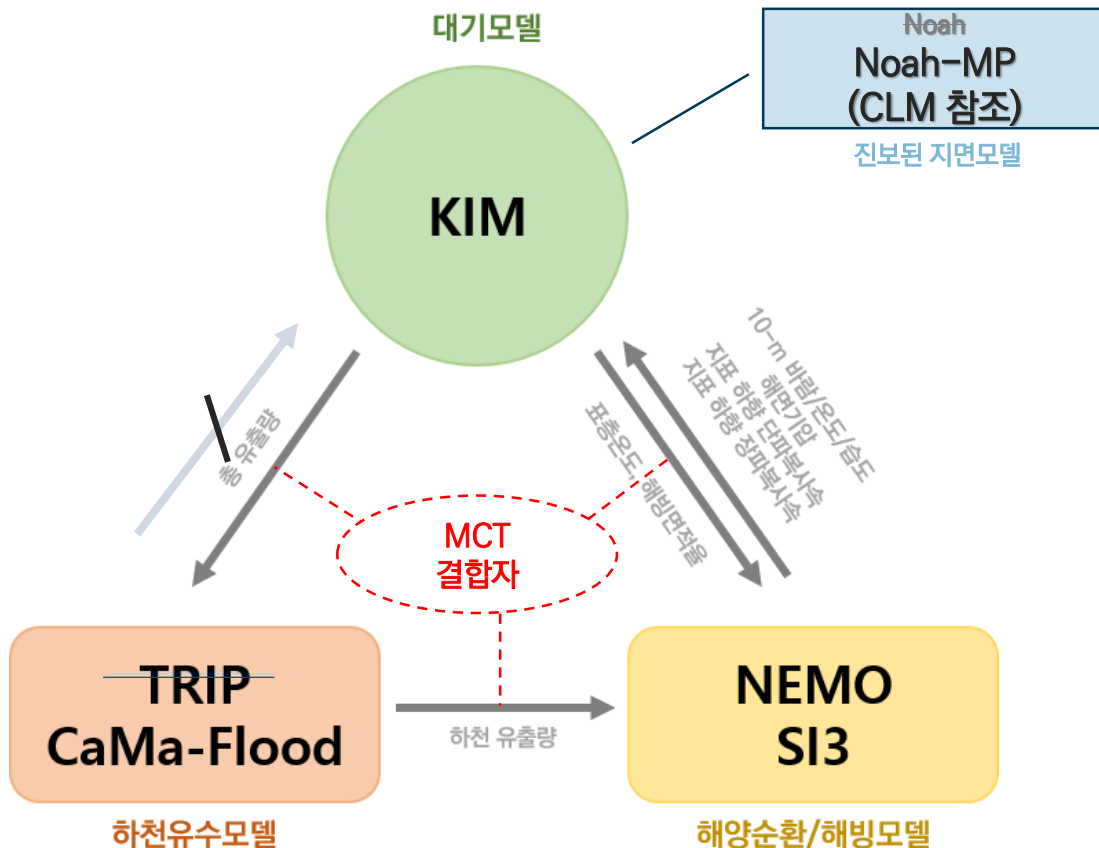 대기모델
Noah
Noah-MP
(CLM 참조)
진보된 지면모델
KIM
10-m 바람/온도/습도
해면기압
지표 하향 단파복사속
지표 하향 장파복사속
총 유출량
표층온도, 해빙면적율
MCT
결합자
TRIP
CaMa-Flood
하천유수모델
하천 유출량
NEMO
SI3
해양순환/해빙모델